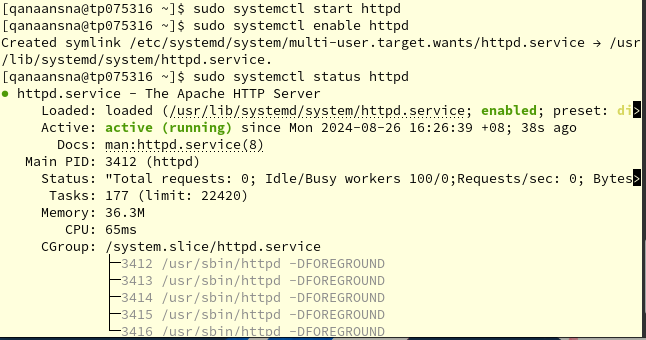 [qanaansna@tp075316 ~]$ sudo systemctl start httpd
[qanaansna@tp075316 ~]$ sudo systemctl enable httpd
Created symlink /etc/systemd/system/multi-user.target.wants/httpd.service → /usr
/lib/systemd/system/httpd.service.
[qanaansna@tp075316 ~]$ sudo systemctl status httpd
● httpd.service - The Apache HTTP Server
     Loaded: loaded (/usr/lib/systemd/system/httpd.service; enabled; preset: di>
     Active: active (running) since Mon 2024-08-26 16:26:39 +08; 38s ago
       Docs: man:httpd.service(8)
   Main PID: 3412 (httpd)
     Status: "Total requests: 0; Idle/Busy workers 100/0;Requests/sec: 0; Bytes>
      Tasks: 177 (limit: 22420)
     Memory: 36.3M
        CPU: 65ms
     CGroup: /system.slice/httpd.service
             ├─3412 /usr/sbin/httpd -DFOREGROUND
             ├─3413 /usr/sbin/httpd -DFOREGROUND
             ├─3414 /usr/sbin/httpd -DFOREGROUND
             ├─3415 /usr/sbin/httpd -DFOREGROUND
             └─3416 /usr/sbin/httpd -DFOREGROUND